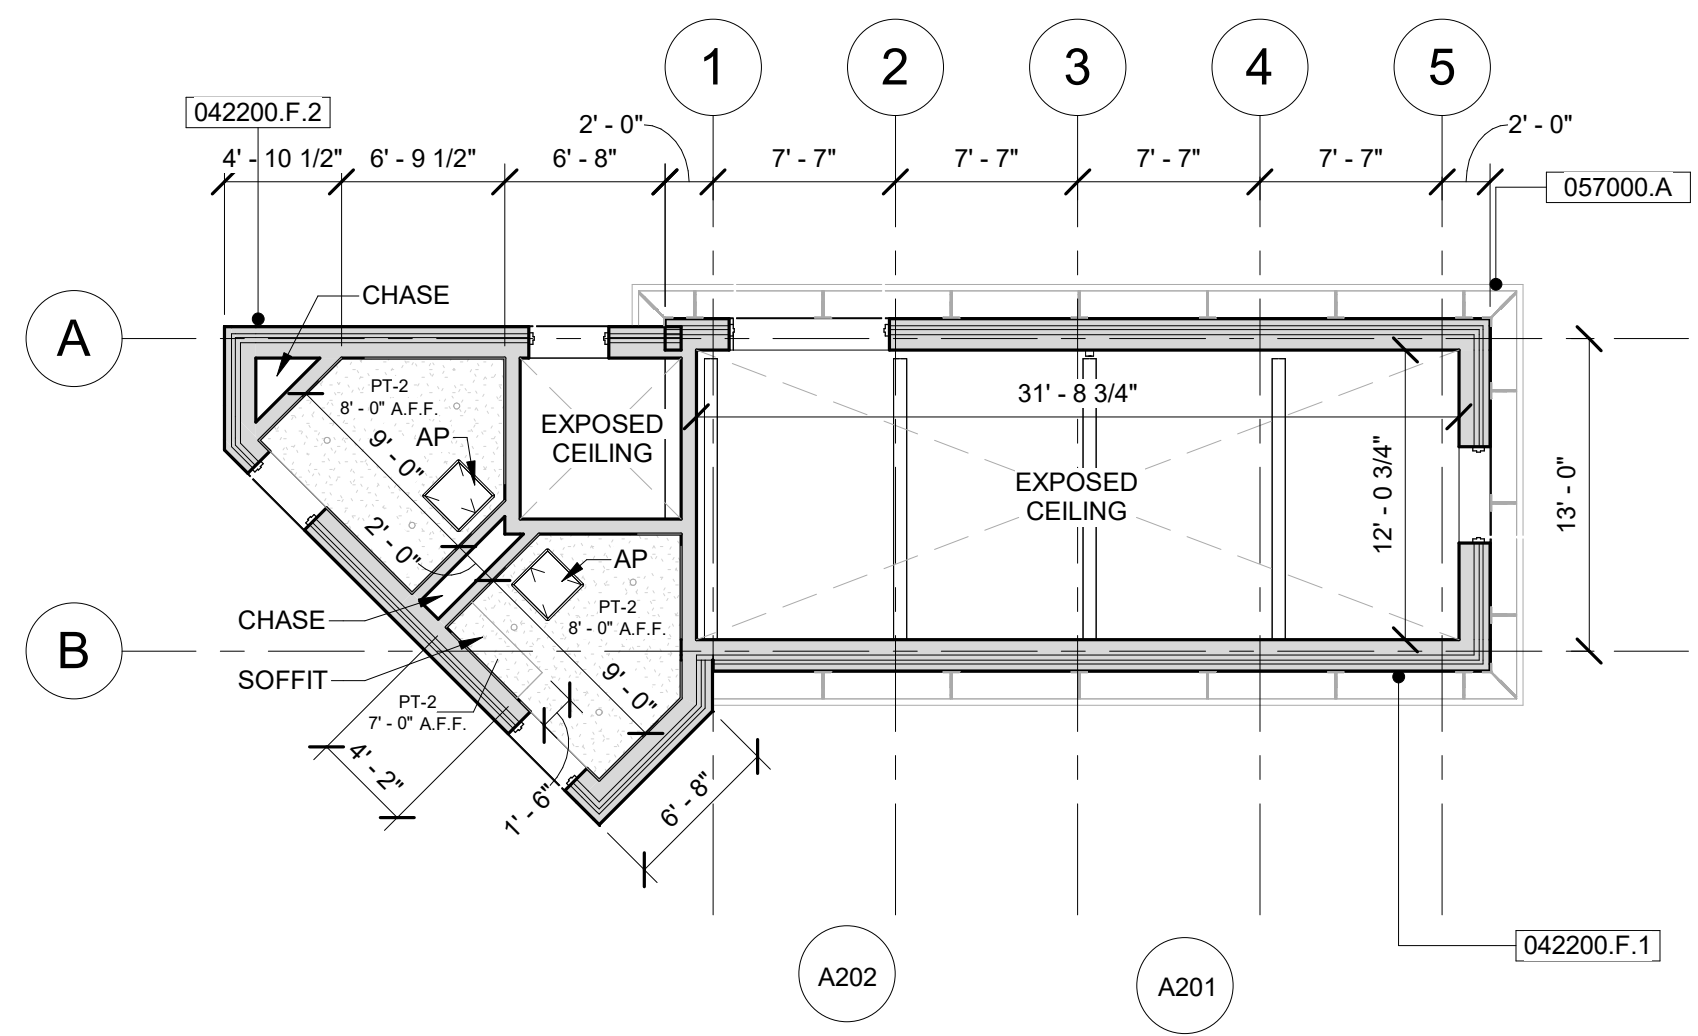 1
2
3
4
5
042200.F.2
2' - 0"
2' - 0"
4' - 10 1/2"
6' - 9 1/2"
6' - 8"
7' - 7"
7' - 7"
7' - 7"
7' - 7"
057000.A
CHASE
A
PT-2
8' - 0" A.F.F.
31' - 8 3/4"
EXPOSED
CEILING
9' - 0"
AP
EXPOSED
CEILING
12' - 0 3/4"
13' - 0"
2' - 0"
AP
PT-2
8' - 0" A.F.F.
CHASE
B
SOFFIT
9' - 0"
PT-2
7' - 0" A.F.F.
4' - 2"
1' - 6"
6' - 8"
042200.F.1
A202
A201